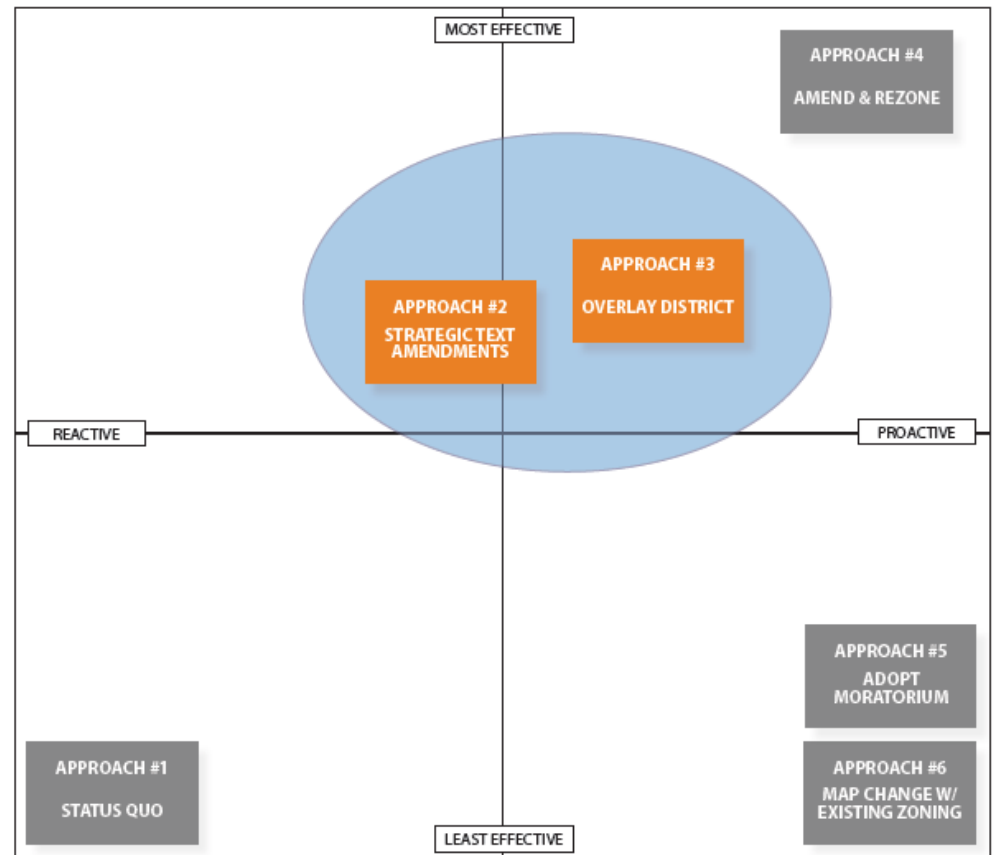 MOST EFFECTIVE
APPROACH #4
AMEND & REZONE
APPROACH #3
OVERLAY DISTRICT
APPROACH #2
STRATEGIC TEXT
AMENDMENTS
REACTIVE
PROACTIVE
APPROACH #5
ADOPT
MORATORIUM
APPROACH #1
STATUS QUO
APPROACH #6
MAP CHANGE W/
EXISTING ZONING
LEAST EFFECTIVE